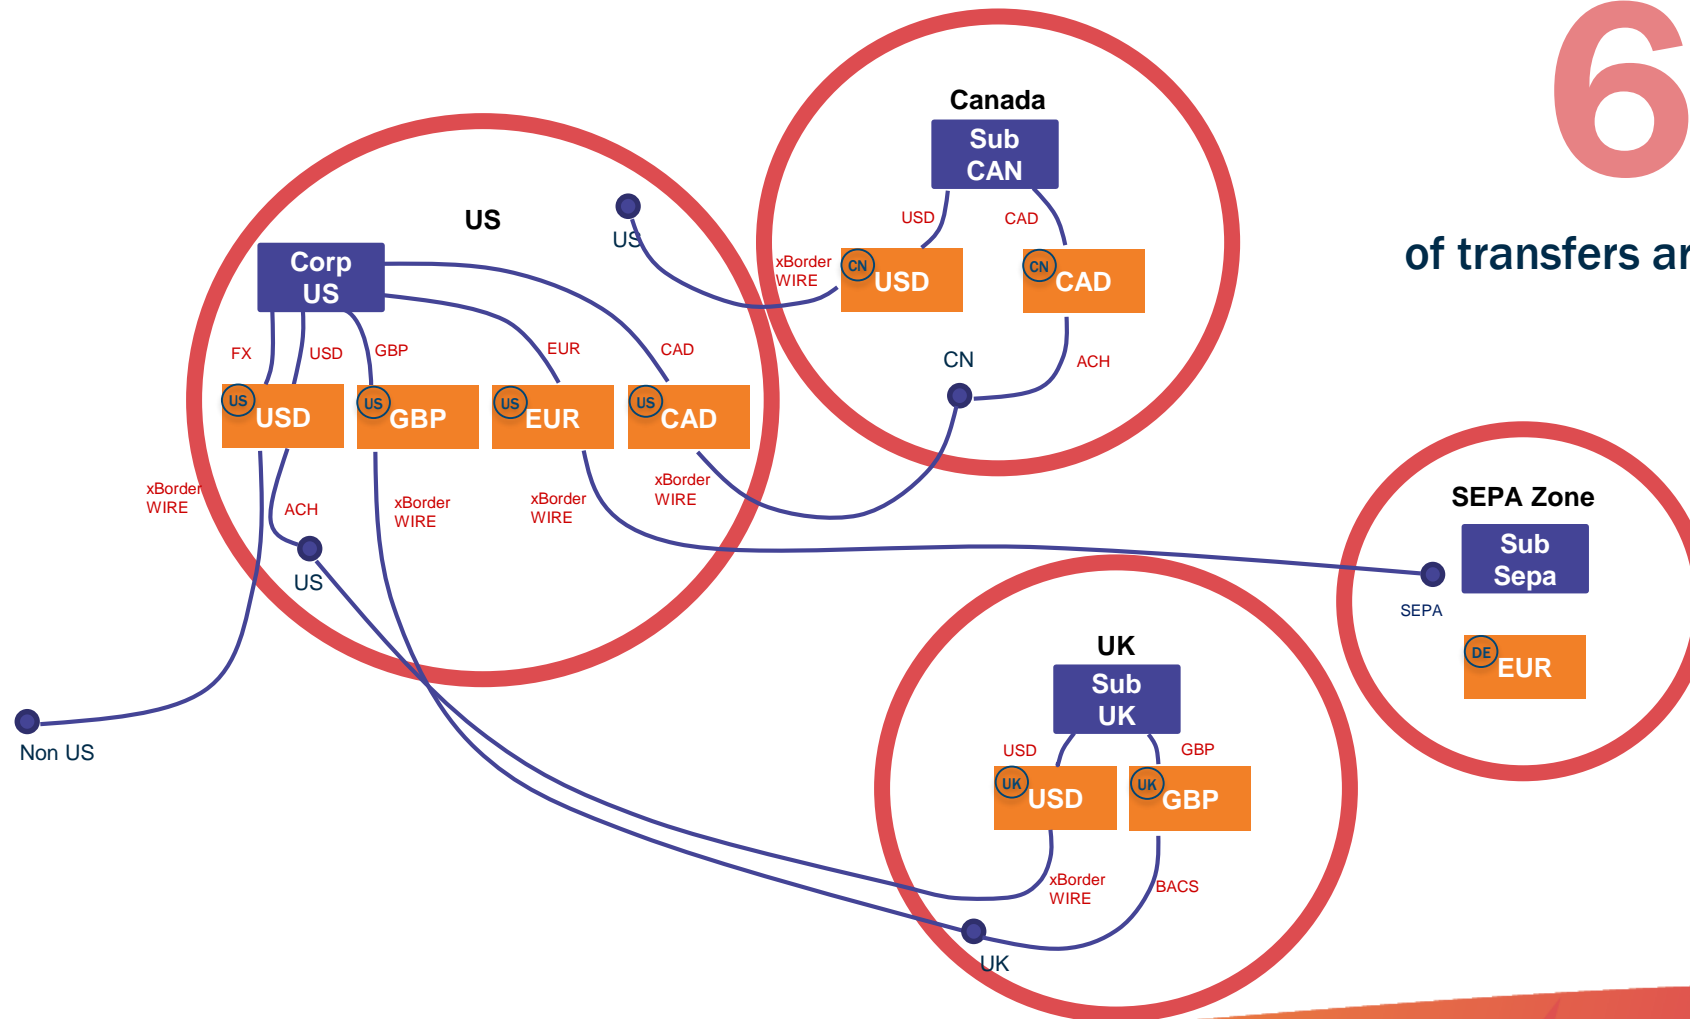 6
of transfers ar
Canada
Sub
CAN
USD
CAD
xBorder
WIRE
CN
USD
CN
CAD
CN
ACH
US
US
Corp
US
FX
USD
GBP
EUR
CAD
US
USD
US
GBP
US
EUR
US
CAD
xBorder
WIRE
ACH
xBorder
WIRE
xBorder
WIRE
xBorder
WIRE
US
Non US
SEPA Zone
Sub
Sepa
SEPA
DE
EUR
UK
Sub
UK
USD
GBP
UK
USD
UK
GBP
xBorder
WIRE
BACS
UK